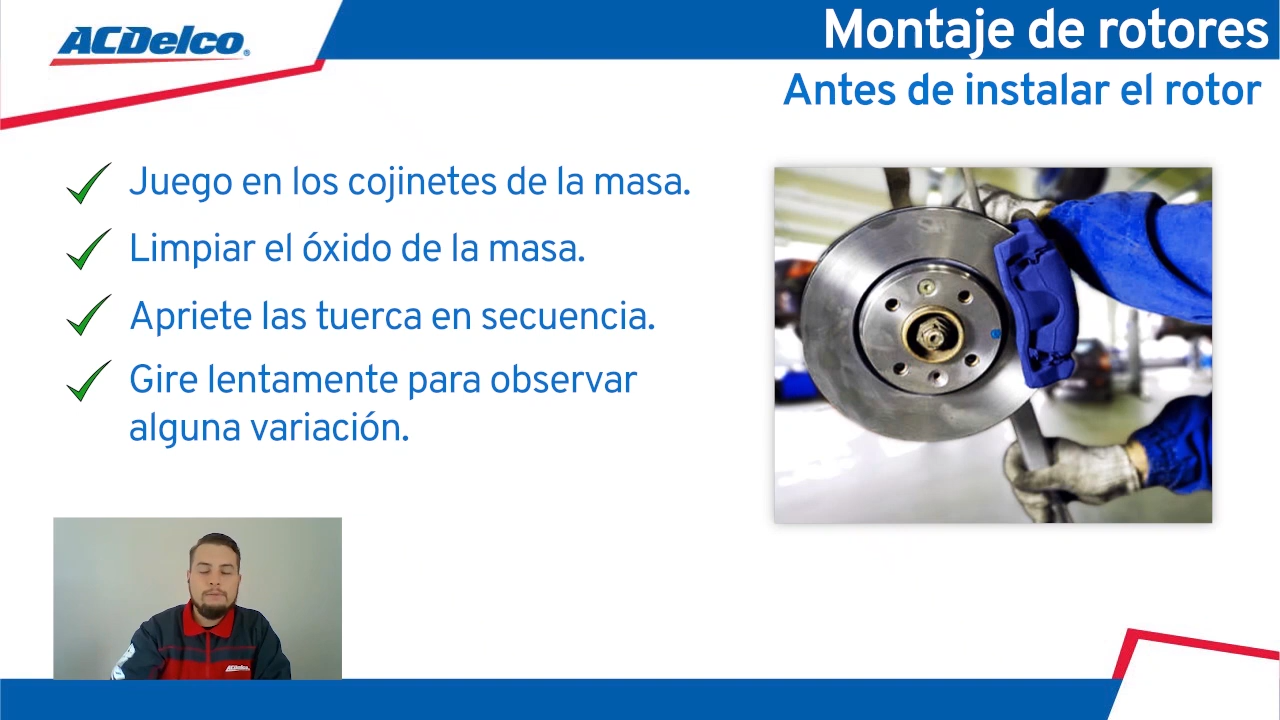 ACDelco
Montaje de rotores
Antes de instalar el rotor
Juego en los cojinetes de la masa.
Limpiar el óxido de la masa.
Apriete las tuerca en secuencia.
Gire lentamente para observar
alguna variación.
ACDelco